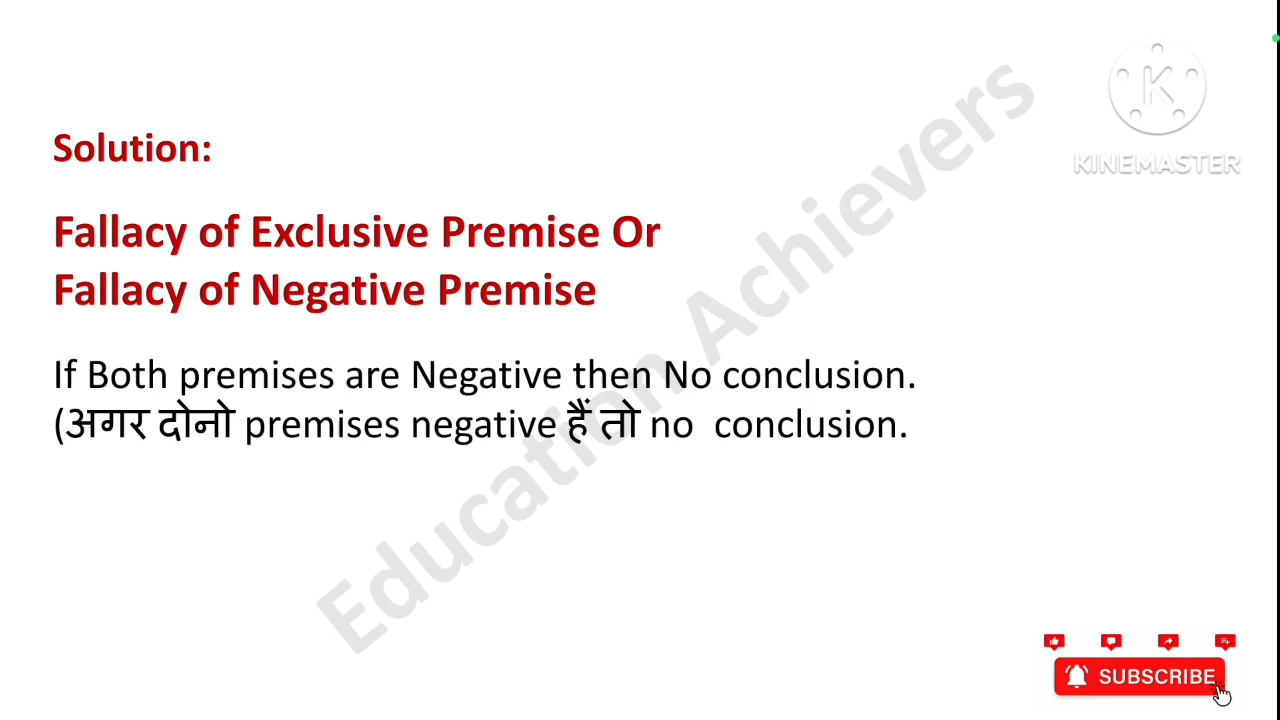 Solution:
Fallacy of Exclusive Premise Or
Fallacy of Negative Premise
If Both premises are Negative then No conclusion.
(अगर दोनो premises negative हैं तो no  conclusion.
Education Achievers
K
KINEMASTER
SUBSCRIBE